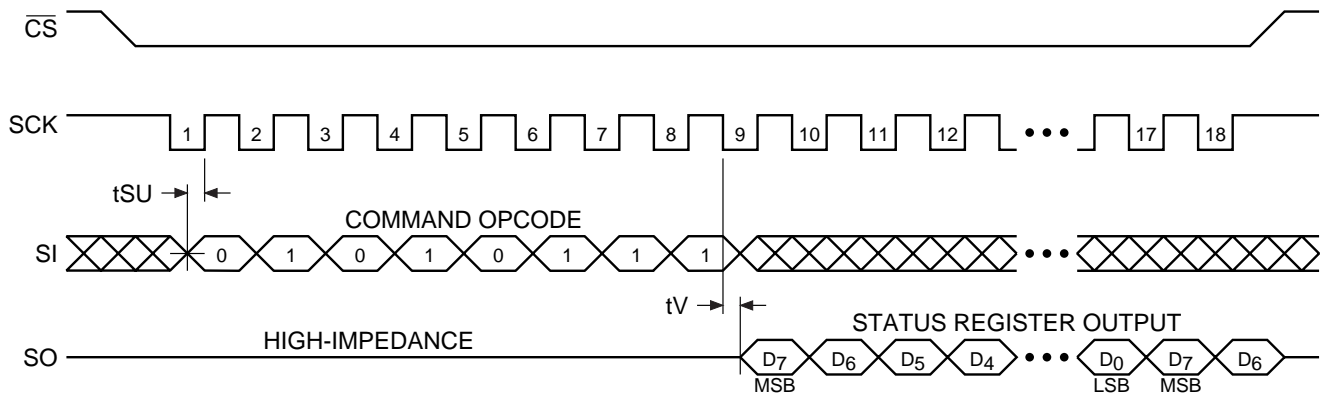 CS
SCK 1 2 3 4 5 6 7 8 9 10 11 12 ••• 17 18
tSU
COMMAND OPCODE
SI 0 1 0 1 0 1 1 1 •••
tV
HIGH-IMPEDANCE STATUS REGISTER OUTPUT
SO D7 D6 D5 D4 ••• D0 D7 D6
MSB LSB MSB